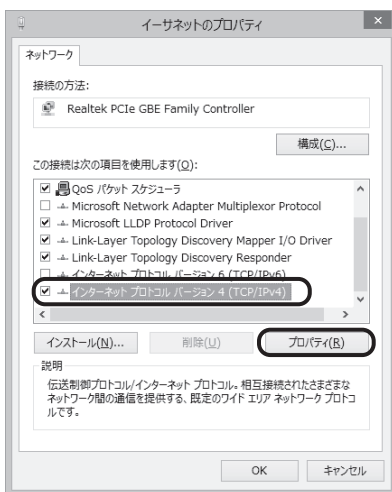 イーサネットのプロパティ
ネットワーク
接続の方法:
Realtek PCIe GBE Family Controller
構成(C)...
この接続は次の項目を使用します(O):
QoS パケット スケジューラ
Microsoft Network Adapter Multiplexor Protocol
Microsoft LLDP Protocol Driver
Link-Layer Topology Discovery Mapper I/O Driver
Link-Layer Topology Discovery Responder
インターネット プロトコル バージョン 6 (TCP/IPv6)
インターネット プロトコル バージョン 4 (TCP/IPv4)
インストール(N)...
削除(U)
プロパティ(R)
説明
伝送制御プロトコル/インターネット プロトコル。相互接続されたさまざまな
ネットワーク間の通信を提供する、既定のワイド エリア ネットワーク プロトコ
ルです。
OK
キャンセル